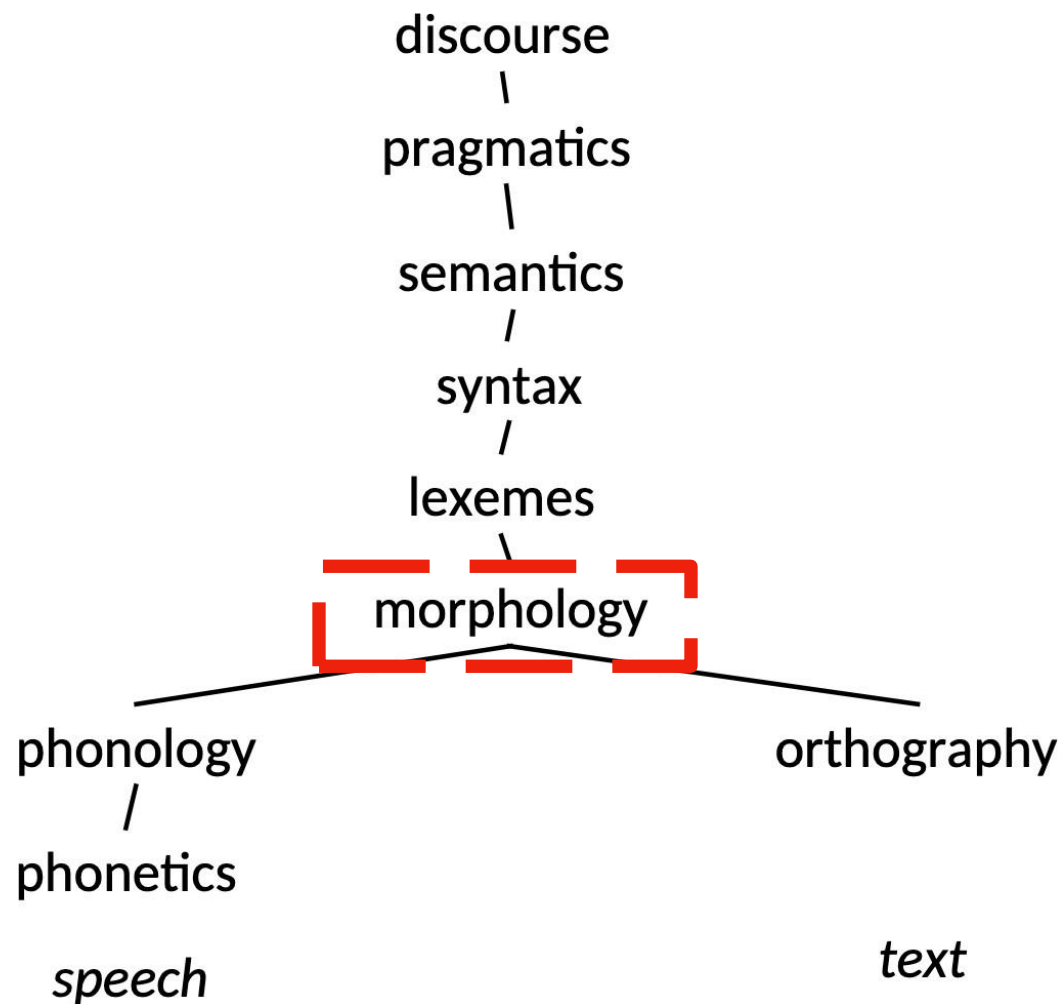 discourse
pragmatics
semantics
syntax
lexemes
morphology
phonology
orthography
phonetics
text
speech